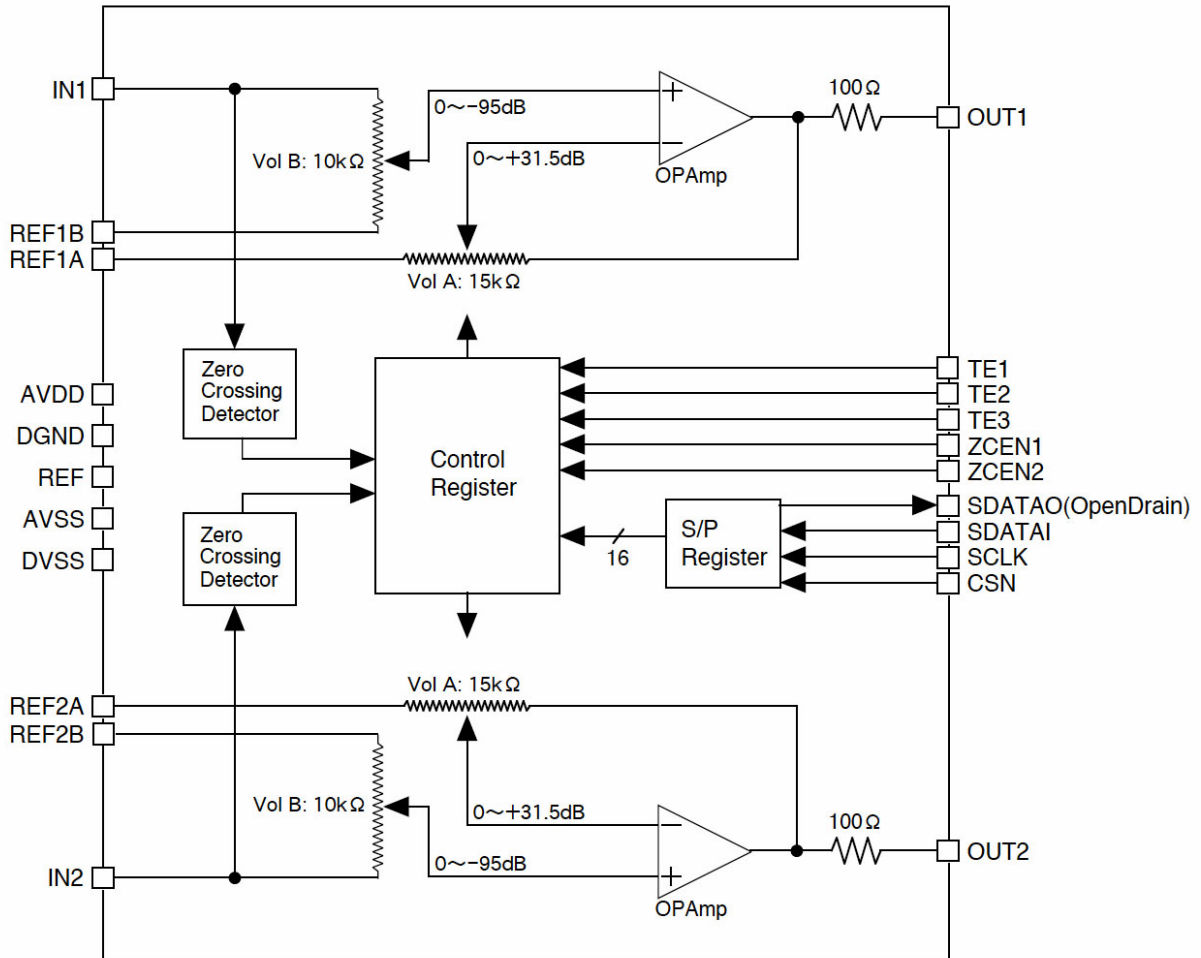 IN1
REF1B
REF1A
AVDD
DGND
REF
AVSS
DVSS
REF2A
REF2B
IN2
Vol B: 10kΩ
0～-95dB
0～+31.5dB
+
−
OPAmp
100Ω
OUT1
Vol A: 15kΩ
Zero
Crossing
Detector
Control
Register
TE1
TE2
TE3
ZCEN1
ZCEN2
SDATAO(OpenDrain)
SDATAI
SCLK
CSN
S/P
Register
16
Zero
Crossing
Detector
Vol A: 15kΩ
Vol B: 10kΩ
0～+31.5dB
0～-95dB
−
+
OPAmp
100Ω
OUT2